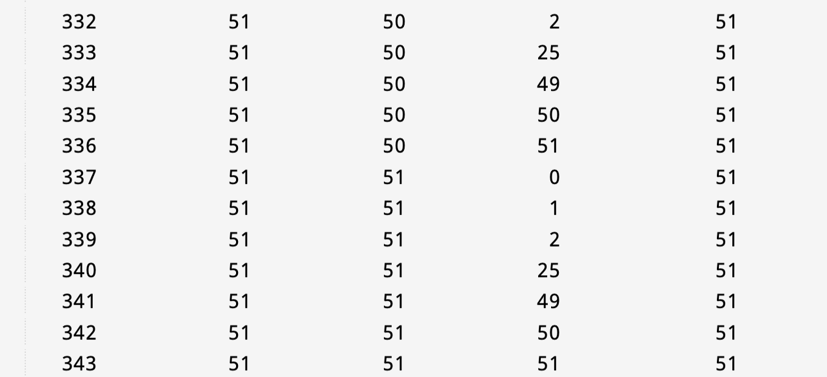 332 51 50 2 51
333 51 50 25 51
334 51 50 49 51
335 51 50 50 51
336 51 50 51 51
337 51 51 0 51
338 51 51 1 51
339 51 51 2 51
340 51 51 25 51
341 51 51 49 51
342 51 51 50 51
343 51 51 51 51